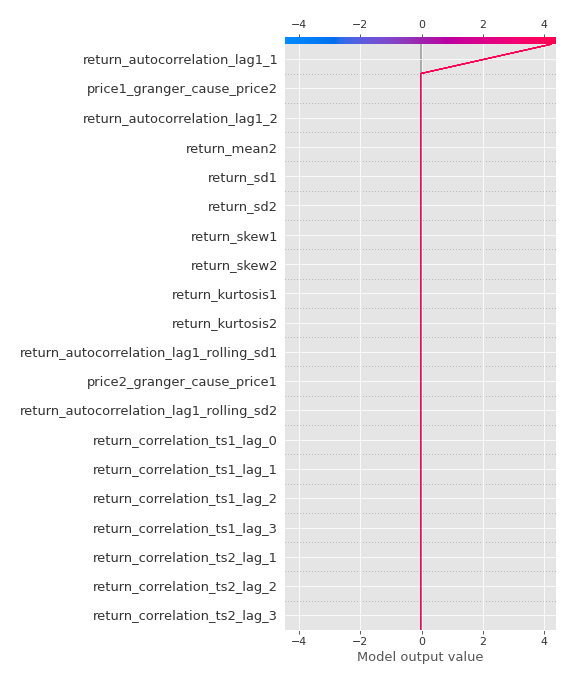 −4 −2 0 2 4
return_autocorrelation_lag1_1
price1_granger_cause_price2
return_autocorrelation_lag1_2
return_mean2
return_sd1
return_sd2
return_skew1
return_skew2
return_kurtosis1
return_kurtosis2
return_autocorrelation_lag1_rolling_sd1
price2_granger_cause_price1
return_autocorrelation_lag1_rolling_sd2
return_correlation_ts1_lag_0
return_correlation_ts1_lag_1
return_correlation_ts1_lag_2
return_correlation_ts1_lag_3
return_correlation_ts2_lag_1
return_correlation_ts2_lag_2
return_correlation_ts2_lag_3
−4 −2 0 2 4
Model output value